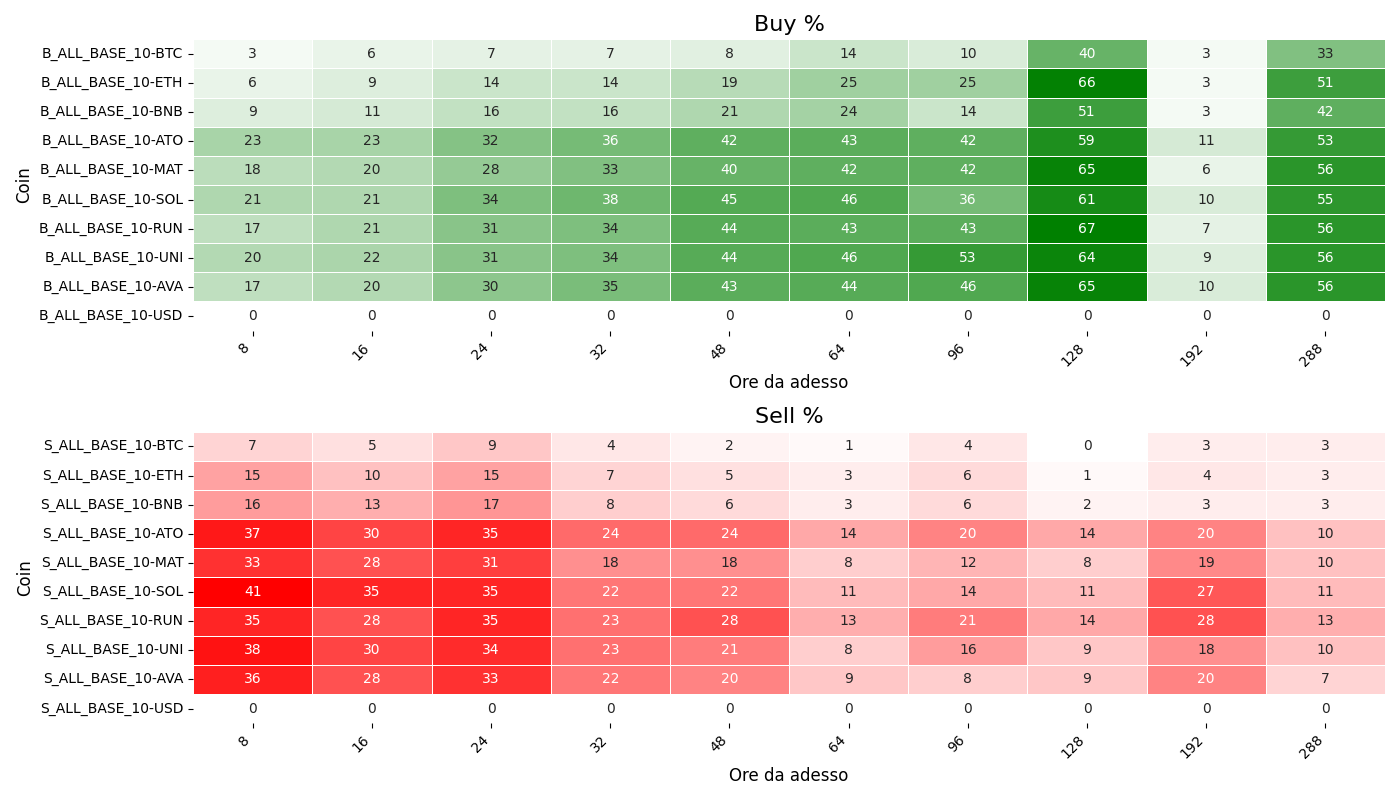 Buy %
Coin
B_ALL_BASE_10-BTC 3 6 7 7 8 14 10 40 3 33
B_ALL_BASE_10-ETH 6 9 14 14 19 25 25 66 3 51
B_ALL_BASE_10-BNB 9 11 16 16 21 24 14 51 3 42
B_ALL_BASE_10-ATO 23 23 32 36 42 43 42 59 11 53
B_ALL_BASE_10-MAT 18 20 28 33 40 42 42 65 6 56
B_ALL_BASE_10-SOL 21 21 34 38 45 46 36 61 10 55
B_ALL_BASE_10-RUN 17 21 31 34 44 43 43 67 7 56
B_ALL_BASE_10-UNI 20 22 31 34 44 46 53 64 9 56
B_ALL_BASE_10-AVA 17 20 30 35 43 44 46 65 10 56
B_ALL_BASE_10-USD 0 0 0 0 0 0 0 0 0 0
8 16 24 32 48 64 96 128 192 288
Ore da adesso
Sell %
Coin
S_ALL_BASE_10-BTC 7 5 9 4 2 1 4 0 3 3
S_ALL_BASE_10-ETH 15 10 15 7 5 3 6 1 4 3
S_ALL_BASE_10-BNB 16 13 17 8 6 3 6 2 3 3
S_ALL_BASE_10-ATO 37 30 35 24 24 14 20 14 20 10
S_ALL_BASE_10-MAT 33 28 31 18 18 8 12 8 19 10
S_ALL_BASE_10-SOL 41 35 35 22 22 11 14 11 27 11
S_ALL_BASE_10-RUN 35 28 35 23 28 13 21 14 28 13
S_ALL_BASE_10-UNI 38 30 34 23 21 8 16 9 18 10
S_ALL_BASE_10-AVA 36 28 33 22 20 9 8 9 20 7
S_ALL_BASE_10-USD 0 0 0 0 0 0 0 0 0 0
8 16 24 32 48 64 96 128 192 288
Ore da adesso